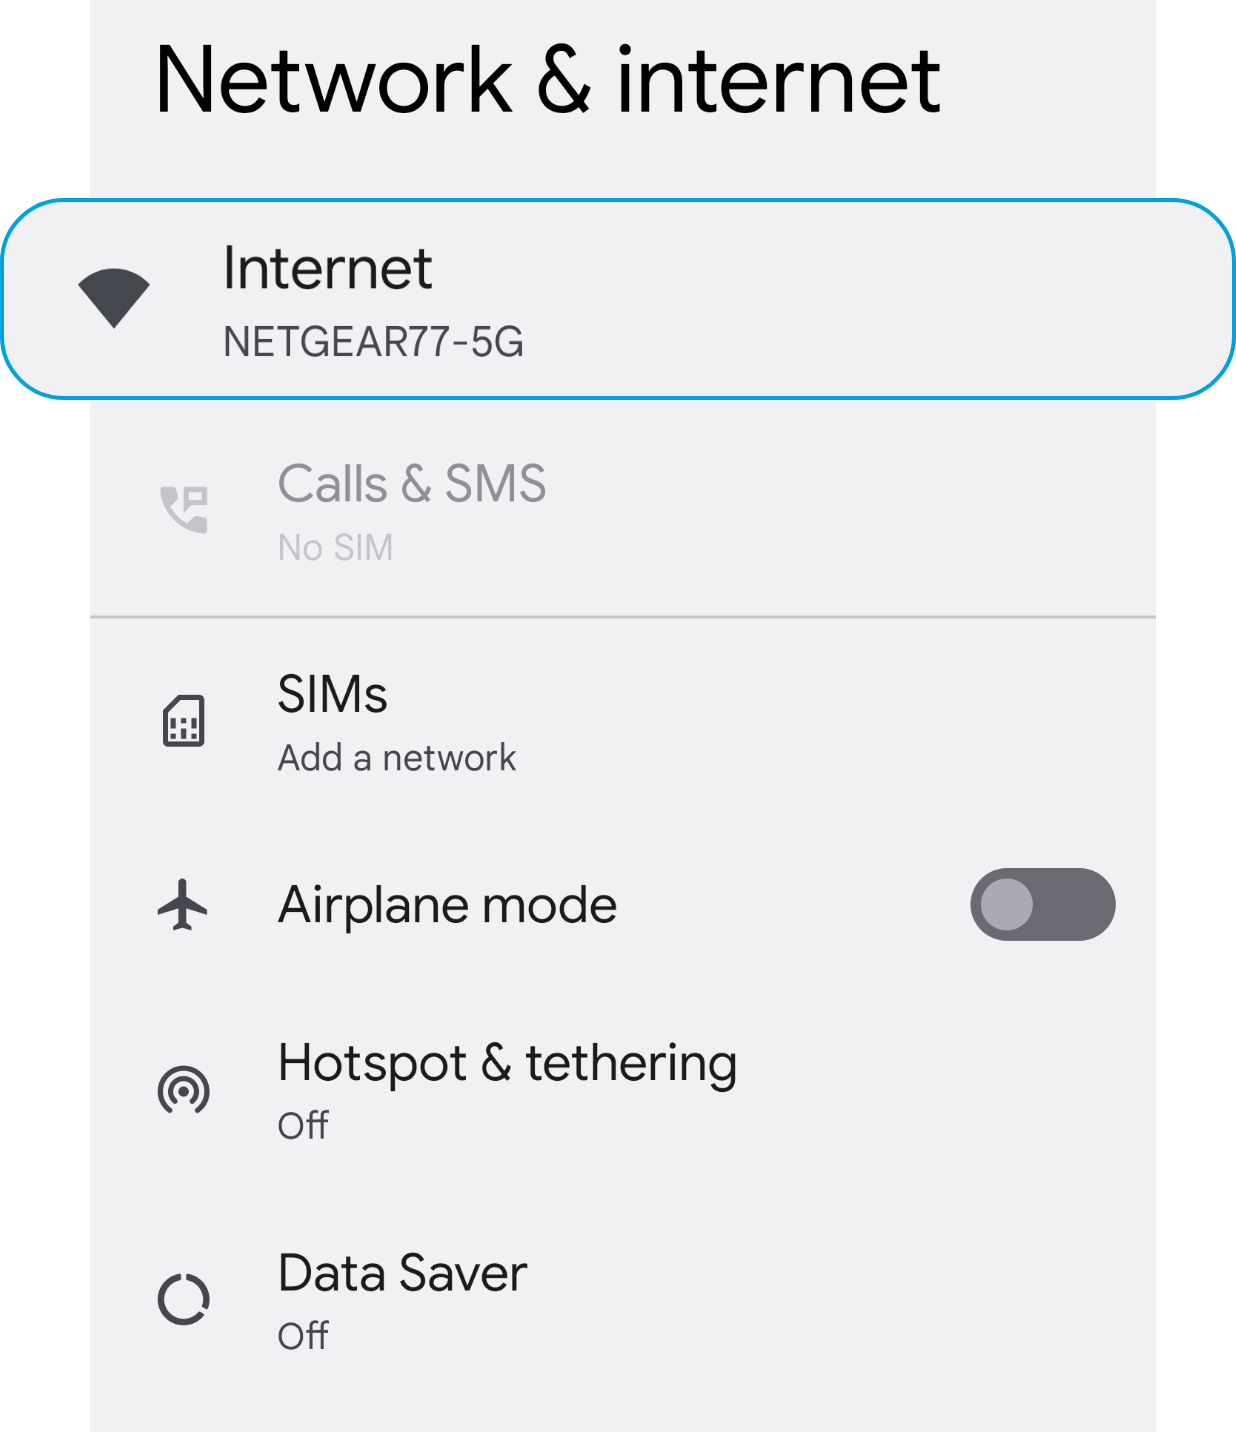 Network & internet
Internet
NETGEAR77-5G
Calls & SMS
No SIM
SIMs
Add a network
Airplane mode
Hotspot & tethering
Off
Data Saver
Off